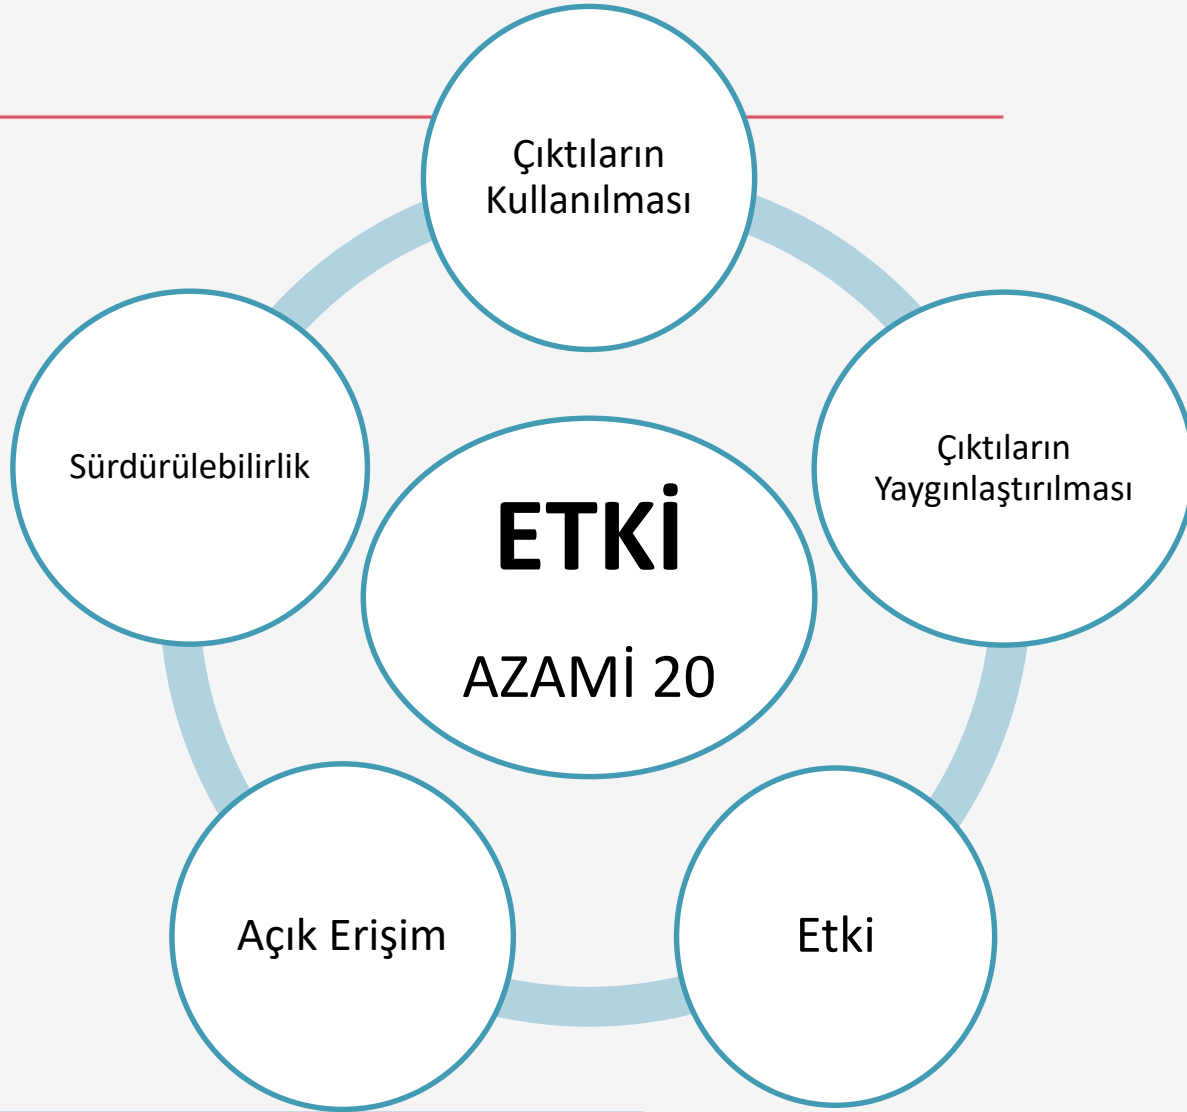 Çıktıların
Kullanılması
Sürdürülebilirlik
Çıktıların
Yaygınlaştırılması
ETKİ
AZAMİ 20
Açık Erişim
Etki